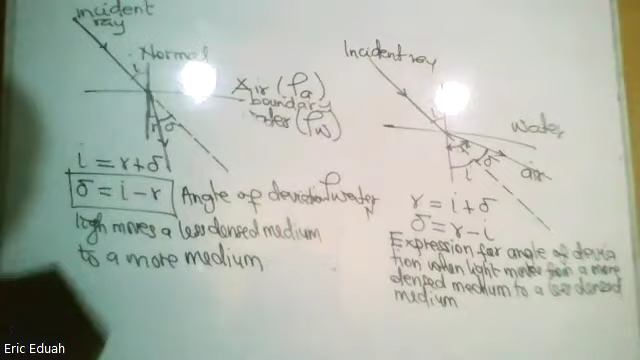 incident
ray
Normal
i
Air (ρa)
boundary
(ρw)
r σ
i = r + σ
σ = i - r
Angle of deviation
moves a less densed medium
to a more medium
Incident ray
water
air
i
r = i + σ
σ = r - i
Expression for angle of devia
tion when light moves from a more
densed medium to a less densed
medium
Eric Eduah